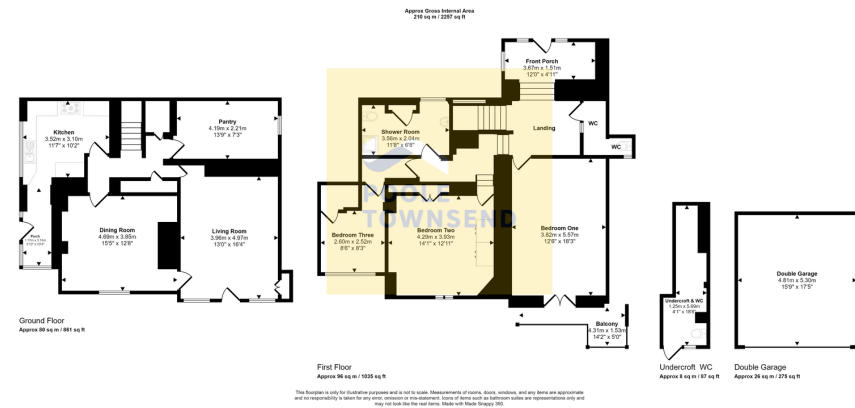 Approx Gross Internal Area
210 sq m / 2257 sq ft
Kitchen
3.52m x 3.10m
11'7" x 10'2"
Pantry
4.19m x 2.21m
13'9" x 7'3"
Dining Room
4.69m x 3.85m
15'5" x 12'8"
Living Room
3.96m x 4.97m
13'0" x 16'4"
Porch
Ground Floor
Approx 80 sq m / 861 sq ft
Front Porch
3.67m x 1.51m
12'0" x 4'11"
Shower Room
3.56m x 2.04m
11'8" x 6'8"
Landing
WC
WC
POOLE
TOWNSEND
Bedroom Three
2.60m x 2.52m
8'6" x 8'3"
Bedroom Two
4.29m x 3.93m
14'1" x 12'11"
Bedroom One
3.82m x 5.57m
12'6" x 18'3"
Balcony
4.31m x 1.53m
14'2" x 5'0"
First Floor
Approx 96 sq m / 1035 sq ft
Undercroft & WC
1.25m x 5.69m
4'1" x 18'8"
Undercroft WC
Approx 8 sq m / 87 sq ft
Double Garage
4.81m x 5.30m
15'9" x 17'5"
Double Garage
Approx 26 sq m / 275 sq ft
This floorplan is only for illustrative purposes and is not to scale. Measurements of rooms, doors, windows, and any items are approximate
and no responsibility is taken for any error, omission or mis-statement. Icons of items such as bathroom suites are representations only and
may not look like the real items. Made with Made Snappy 360.